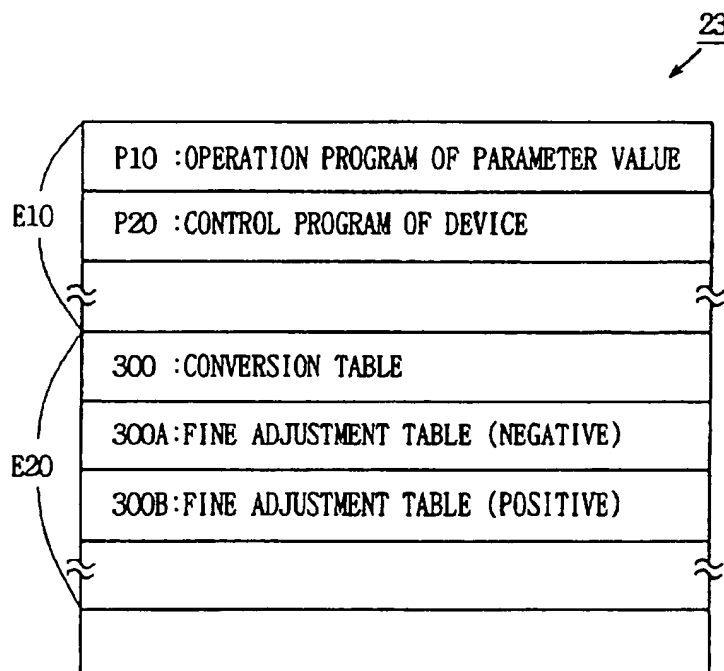 23
P10 :OPERATION PROGRAM OF PARAMETER VALUE
P20 :CONTROL PROGRAM OF DEVICE
E10
300 :CONVERSION TABLE
300A:FINE ADJUSTMENT TABLE (NEGATIVE)
E20
300B:FINE ADJUSTMENT TABLE (POSITIVE)